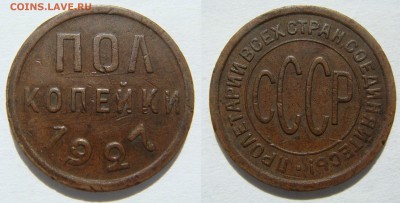 COINS.LAVE.RU
ПОЛ
КОПЕЙКИ
1927
ПРОЛЕТАРИИ ВСЕХ СТРАН, СОЕДИНЯЙТЕСЬ!
СССР